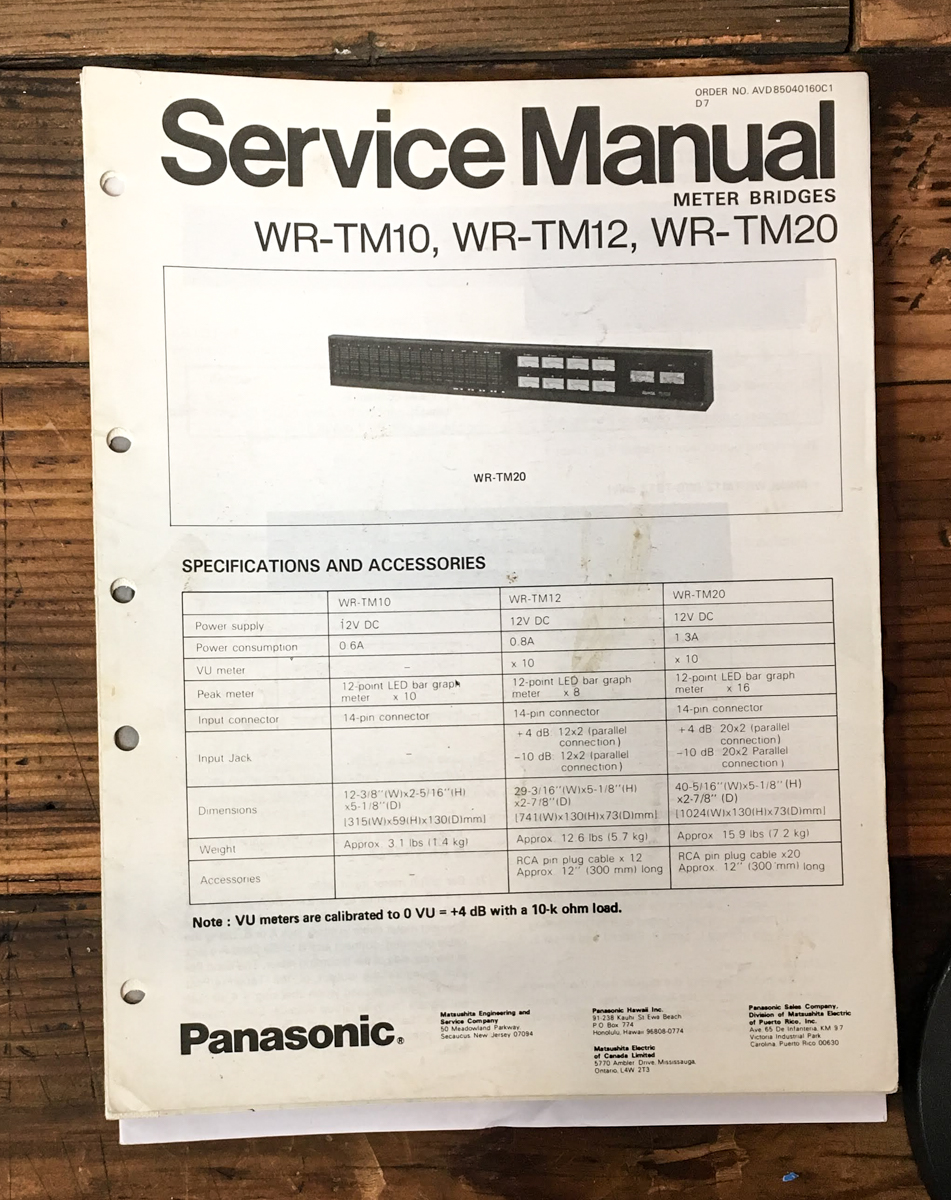 ORDER NO. AVD85040160C1
D7
Service Manual
METER BRIDGES
WR-TM10, WR-TM12, WR-TM20
WR-TM20
SPECIFICATIONS AND ACCESSORIES
WR-TM10 WR-TM12 WR-TM20
Power supply 12V DC 12V DC 12V DC
Power consumption 0.6A 0.8A 1.3A
VU meter – x 10 x 10
Peak meter 12-point LED bar graph meter x 10 12-point LED bar graph meter x 8 12-point LED bar graph meter x 16
Input connector 14-pin connector 14-pin connector 14-pin connector
Input Jack – +4 dB 12x2 (parallel connection) –10 dB 12x2 (parallel connection) +4 dB 20x2 (parallel connection) –10 dB 20x2 Parallel connection)
Dimensions 12-3/8"(W)x2-5/16"(H) x5-1/8"(D) [315(W)x59(H)x130(D)mm] 29-3/16"(W)x5-1/8"(H) x2-7/8"(D) [741(W)x130(H)x73(D)mm] 40-5/16"(W)x5-1/8"(H) x2-7/8" (D) [1024(W)x130(H)x73(D)mm]
Weight Approx 3.1 lbs (1.4 kg) Approx. 12.6 lbs (5.7 kg) Approx 15.9 lbs (7.2 kg)
Accessories – RCA pin plug cable x 12 Approx 12" (300 mm) long RCA pin plug cable x20 Approx 12" (300 mm) long
Note : VU meters are calibrated to 0 VU = +4 dB with a 10-k ohm load.
Panasonic®
Matsushita Engineering and
Service Company
50 Meadowland Parkway
Secaucus New Jersey 07094
Panasonic Hawaii Inc.
91-238 Kauhi St Ewa Beach
P.O. Box 774
Honolulu, Hawaii 96808-0774
Matsushita Electric
of Canada Limited
5770 Ambler Drive, Mississauga,
Ontario, L4W 2T3
Panasonic Sales Company,
Division of Matsushita Electric
of Puerto Rico, Inc.
Ave. 65 De Infanteria, KM 9.7
Victoria Industrial Park
Carolina, Puerto Rico 00630